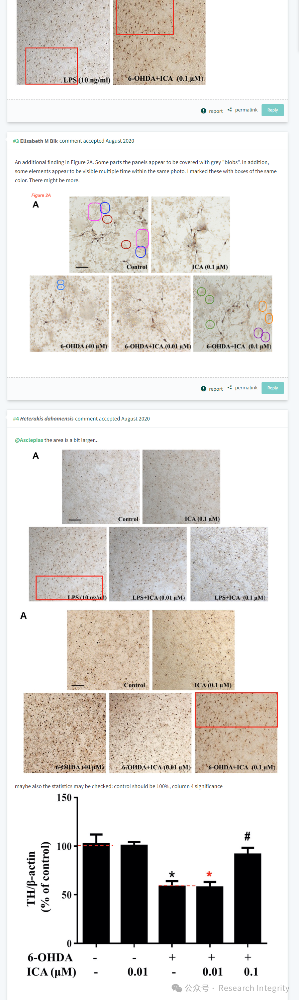 LPS (10 ng/ml)
6-OHDA+ICA (0.1 μM)
report
permalink
Reply
#3 Elisabeth M Bik comment accepted August 2020
An additional finding in Figure 2A. Some parts the panels appear to be covered with grey "blobs". In addition,
some elements appear to be visible multiple time within the same photo. I marked these with boxes of the same
color. There might be more.
Figure 2A
A
Control
ICA (0.1 μM)
6-OHDA (40 μM)
6-OHDA+ICA (0.01 μM)
6-OHDA+ICA (0.1 μM)
report
permalink
Reply
#4 Heterakis dahomensis comment accepted August 2020
@Asclepias the area is a bit larger...
A
Control
ICA (0.1 μM)
LPS (10 ng/ml)
LPS+ICA (0.01 μM)
LPS+ICA (0.1 μM)
A
Control
ICA (0.1 μM)
6-OHDA (40 μM)
6-OHDA+ICA (0.01 μM)
6-OHDA+ICA (0.1 μM)
maybe also the statistics may be checked: control should be 100%, column 4 significance
TH/β-actin
(% of control)
150
100
50
0
*
*
#
6-OHDA - - + + +
ICA (μM) - 0.01 - 0.01 0.1
公众号 · Research Integrity